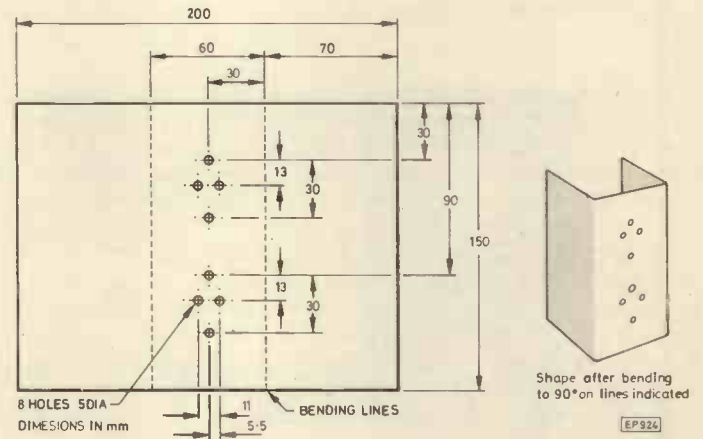 200
60
70
30
30
13
30
90
150
13
30
8 HOLES 5DIA
DIMESIONS IN mm
11
5·5
BENDING LINES
Shape after bending
to 90° on lines indicated
EP924